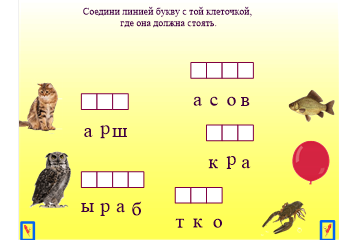 Соедини линией букву с той клеточкой,
где она должна стоять.
а с о в
а р ш
к р а
ы р а б
т к о